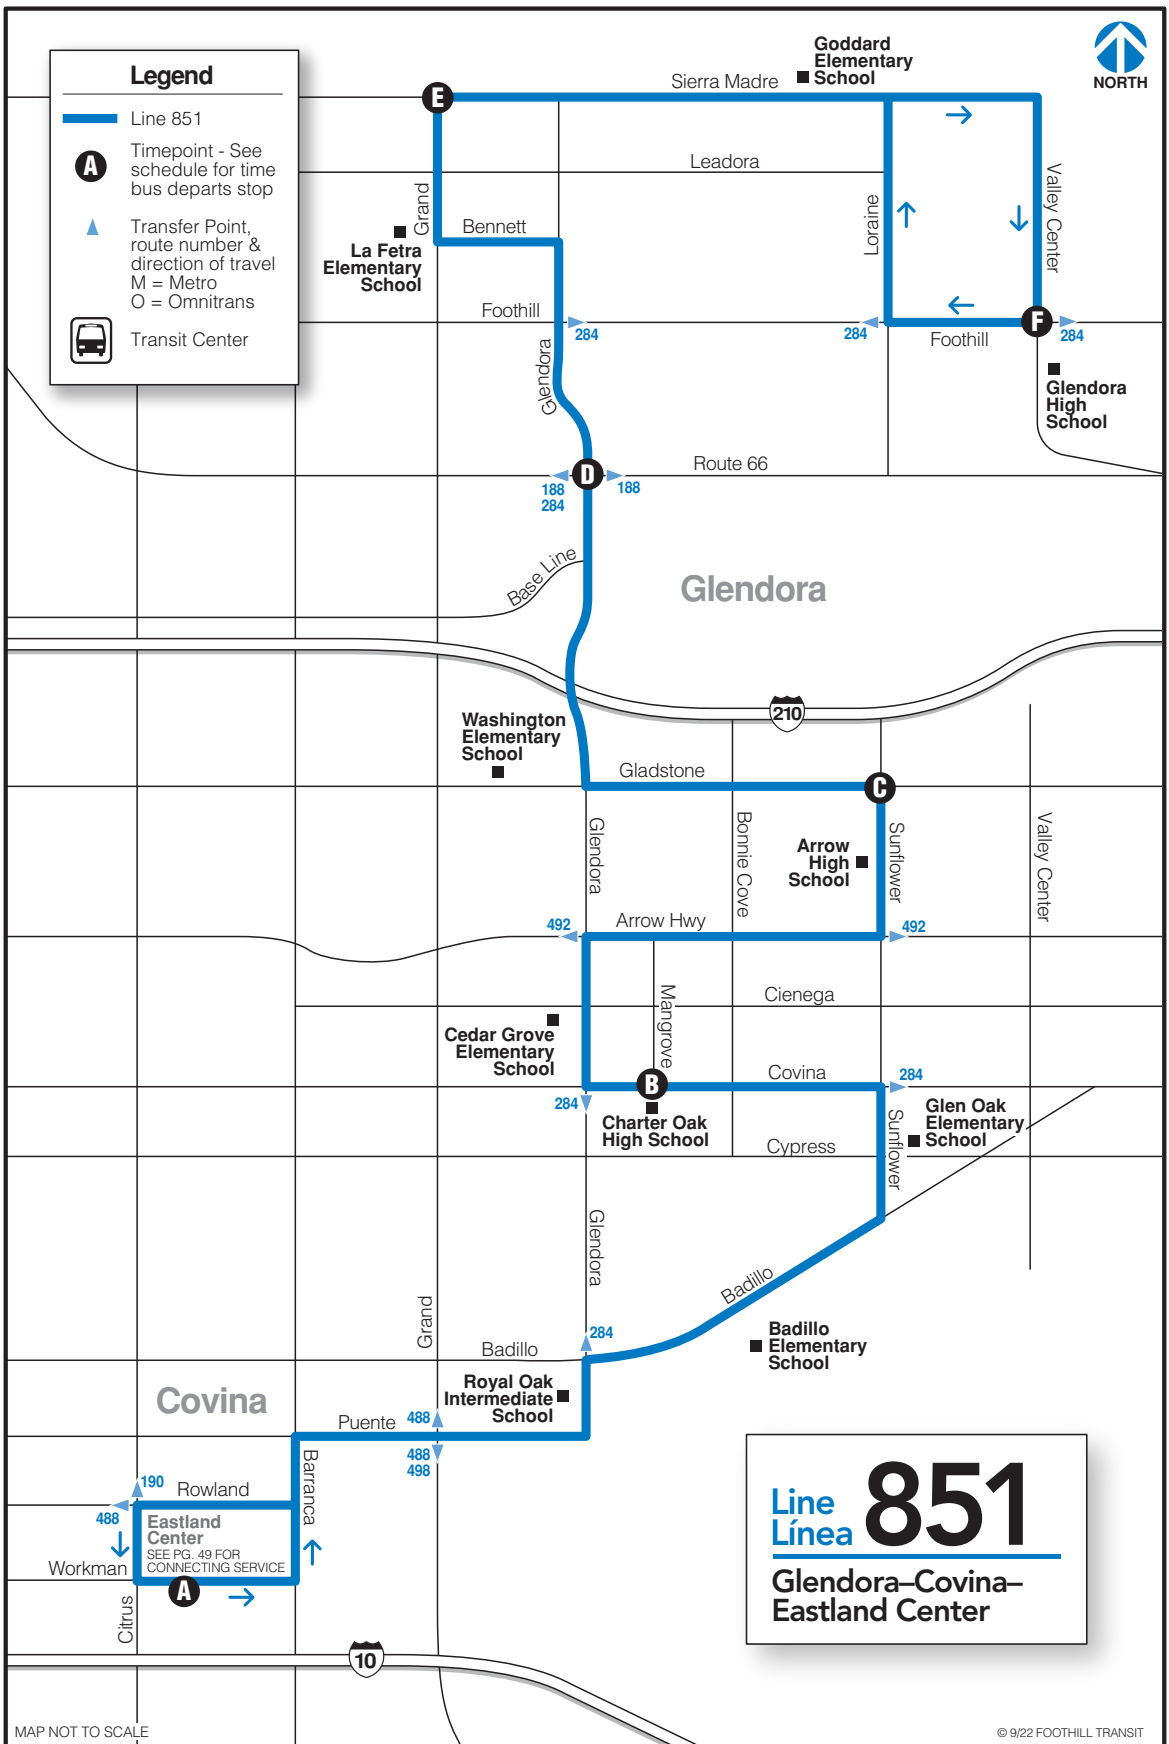 Legend
Line 851
A
Timepoint - See
schedule for time
bus departs stop
Transfer Point,
route number &
direction of travel
M = Metro
O = Omnitrans
Transit Center
NORTH
Goddard
Elementary
School
E
Sierra Madre
Leadora
Grand
Bennett
La Fetra
Elementary
School
Loraine
Valley Center
Foothill
284
284
Foothill
F
284
Glendora
Glendora
High
School
D
Route 66
188
284
188
Base Line
Glendora
210
Washington
Elementary
School
Gladstone
C
Glendora
Bonnie Cove
Arrow
High
School
Sunflower
Valley Center
492
Arrow Hwy
492
Mangrove
Cienega
Cedar Grove
Elementary
School
B
Covina
284
284
Charter Oak
High School
Glen Oak
Elementary
School
Cypress
Sunflower
Glendora
Badillo
Grand
284
Badillo
Badillo
Elementary
School
Covina
Royal Oak
Intermediate
School
Puente
488
488
498
Barranca
190
Rowland
488
Eastland
Center
SEE PG. 49 FOR
CONNECTING SERVICE
Workman
A
Citrus
10
Line
Línea
851
Glendora–Covina–
Eastland Center
MAP NOT TO SCALE
© 9/22 FOOTHILL TRANSIT